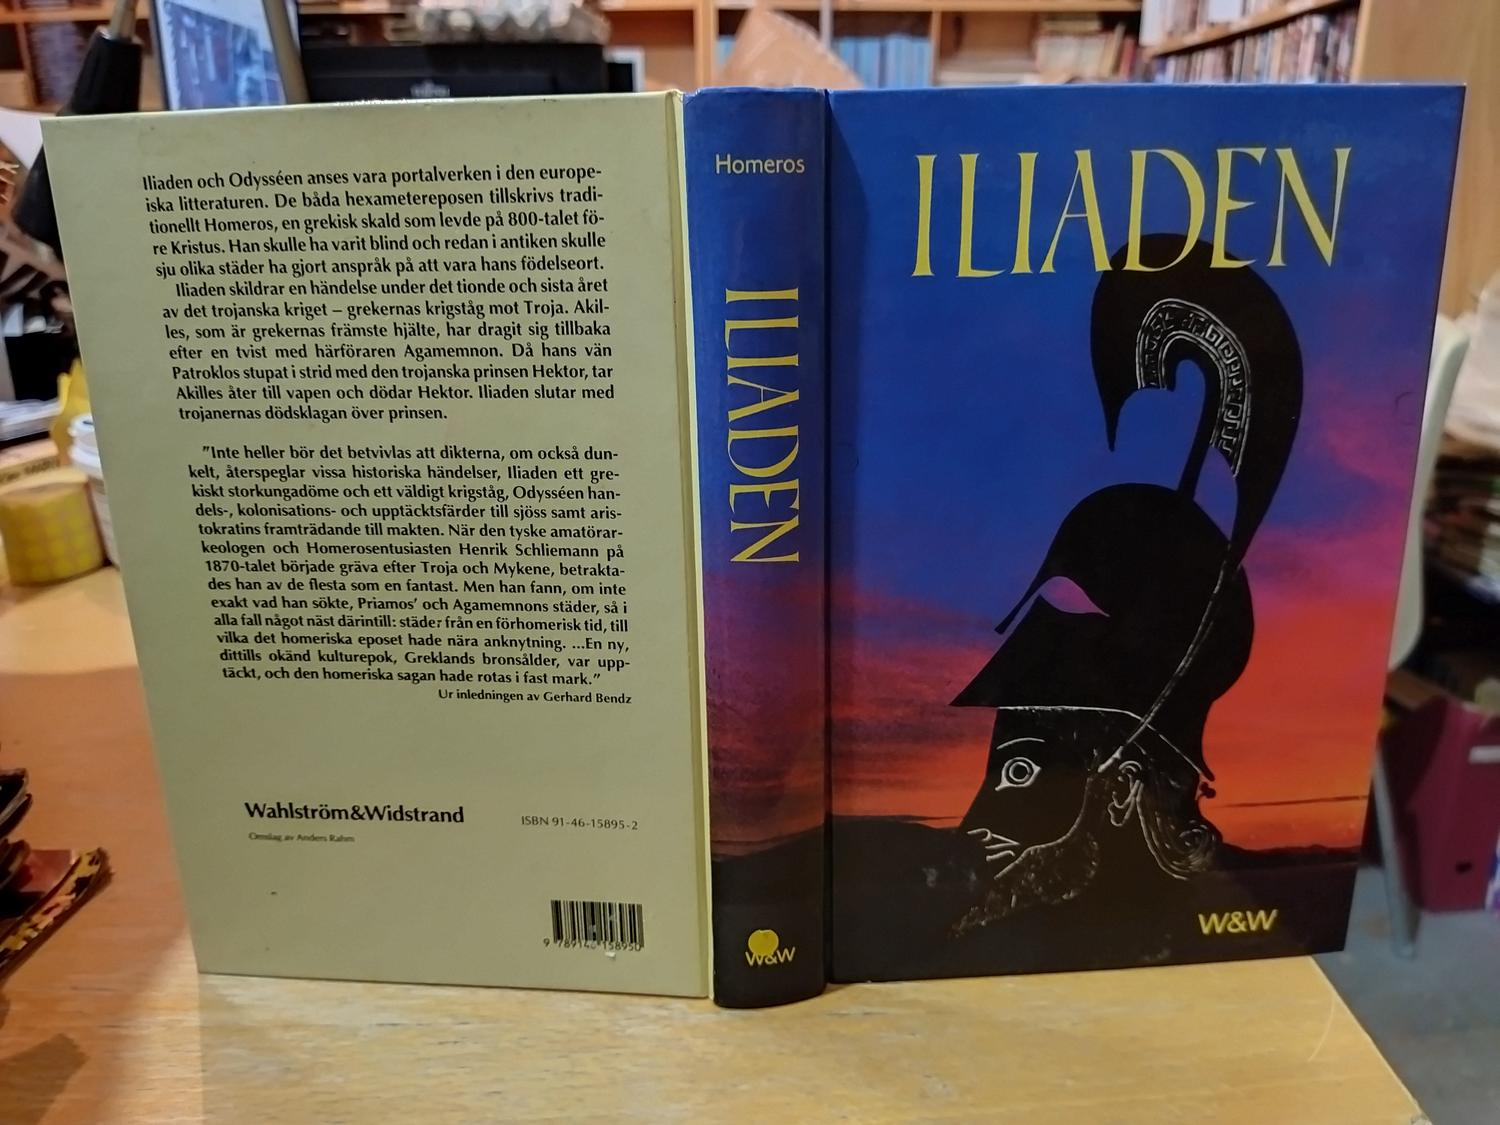 Iliaden och Odysséen anses vara portalverken i den europe-
iska litteraturen. De båda hexametereposen tillskrivs tradi-
tionellt Homeros, en grekisk skald som levde på 800-talet fö-
re Kristus. Han skulle ha varit blind och redan i antiken skulle
sju olika städer ha gjort anspråk på att vara hans födelseort.
Iliaden skildrar en händelse under det tionde och sista året
av det trojanska kriget – grekernas krigståg mot Troja. Akil-
les, som är grekernas främste hjälte, har dragit sig tillbaka
efter en tvist med härföraren Agamemnon. Då hans vän
Patroklos stupat i strid med den trojanska prinsen Hektor, tar
Akilles åter till vapen och dödar Hektor. Iliaden slutar med
trojanernas dödsklagan över prinsen.
”Inte heller bör det betvivlas att dikterna, om också dun-
kelt, återspeglar vissa historiska händelser, Iliaden ett gre-
kiskt storkungadöme och ett väldigt krigståg, Odysséen han-
dels-, kolonisations- och upptäcktsfärder till sjöss samt aris-
tokratins framträdande till makten. När den tyske amatörar-
keologen och Homerosentusiasten Henrik Schliemann på
1870-talet började gräva efter Troja och Mykene, betrakta-
des han av de flesta som en fantast. Men han fann, om inte
exakt vad han sökte, Priamos’ och Agamemnons städer, så i
alla fall något näst därintill: städer från en förhomerisk tid, till
vilka det homeriska eposet hade nära anknytning. ...En ny,
dittills okänd kulturepok, Greklands bronsålder, var upp-
täckt, och den homeriska sagan hade rotas i fast mark.”
Ur inledningen av Gerhard Bendz
Wahlström&Widstrand
Omslag av Anders Rahm
ISBN 91-46-15895-2
9 789146 158950
Homeros
ILIADEN
W&W
ILIADEN
W&W